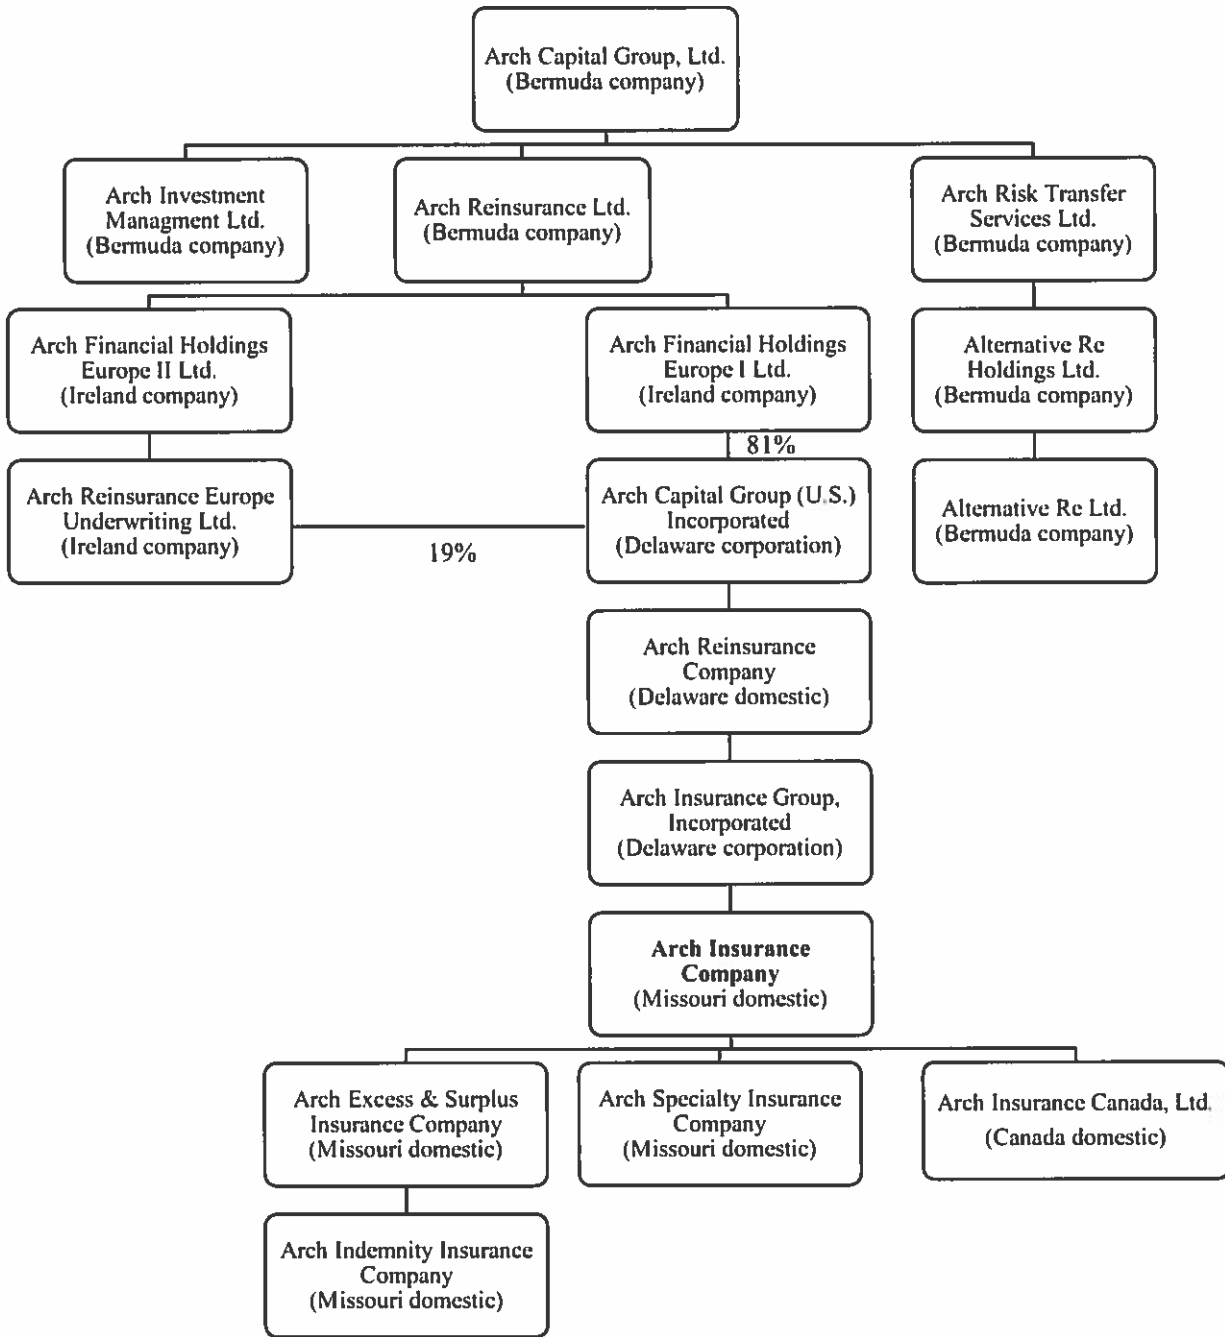 Arch Capital Group, Ltd.
(Bermuda company)
Arch Investment
Managment Ltd.
(Bermuda company)
Arch Reinsurance Ltd.
(Bermuda company)
Arch Risk Transfer
Services Ltd.
(Bermuda company)
Arch Financial Holdings
Europe II Ltd.
(Ireland company)
Arch Financial Holdings
Europe I Ltd.
(Ireland company)
Alternative Re
Holdings Ltd.
(Bermuda company)
81%
Arch Reinsurance Europe
Underwriting Ltd.
(Ireland company)
19%
Arch Capital Group (U.S.)
Incorporated
(Delaware corporation)
Alternative Re Ltd.
(Bermuda company)
Arch Reinsurance
Company
(Delaware domestic)
Arch Insurance Group,
Incorporated
(Delaware corporation)
Arch Insurance
Company
(Missouri domestic)
Arch Excess & Surplus
Insurance Company
(Missouri domestic)
Arch Specialty Insurance
Company
(Missouri domestic)
Arch Insurance Canada, Ltd.
(Canada domestic)
Arch Indemnity Insurance
Company
(Missouri domestic)